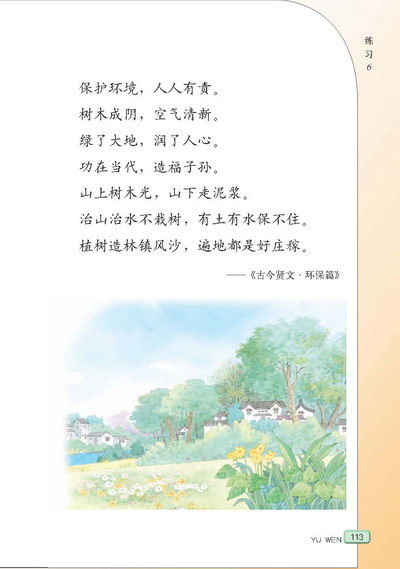 练习6
保护环境，人人有责。
树木成阴，空气清新。
绿了大地，润了人心。
功在当代，造福子孙。
山上树木光，山下走泥浆。
治山治水不栽树，有土有水保不住。
植树造林镇风沙，遍地都是好庄稼。
——《古今贤文·环保篇》
YU WEN 113